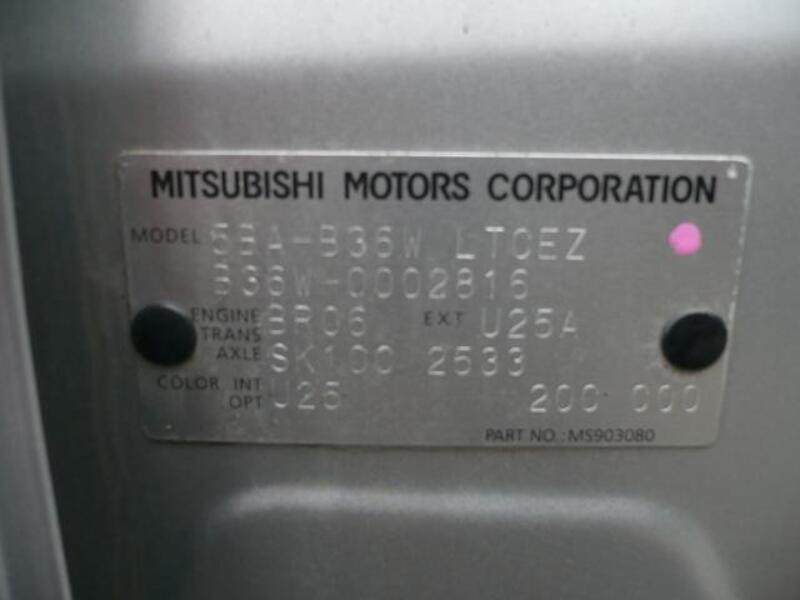 MITSUBISHI MOTORS CORPORATION
MODEL 5BA-B36W LTCEZ
B36W-0002816
ENGINE BR06 EXT U25A
TRANS
AXLE SK10C 2533
COLOR INT U25 200 000
OPT
PART NO.: MS903080